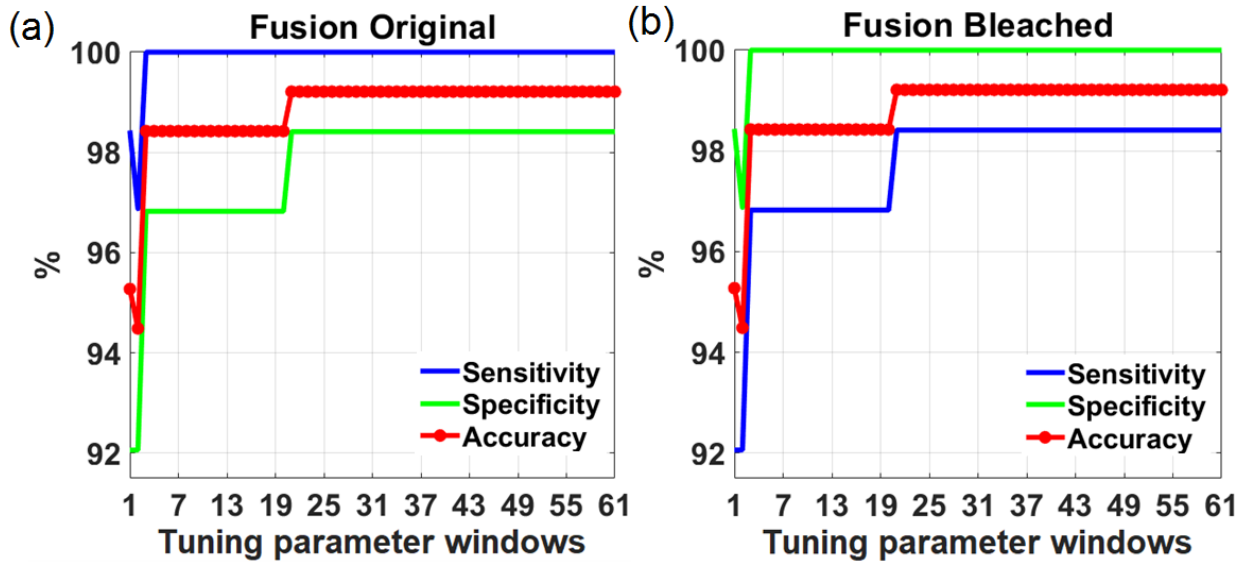 (a)
Fusion Original
100
98
96
94
92
%
Sensitivity
Specificity
Accuracy
1 7 13 19 25 31 37 43 49 55 61
Tuning parameter windows
(b)
Fusion Bleached
100
98
96
94
92
%
Sensitivity
Specificity
Accuracy
1 7 13 19 25 31 37 43 49 55 61
Tuning parameter windows